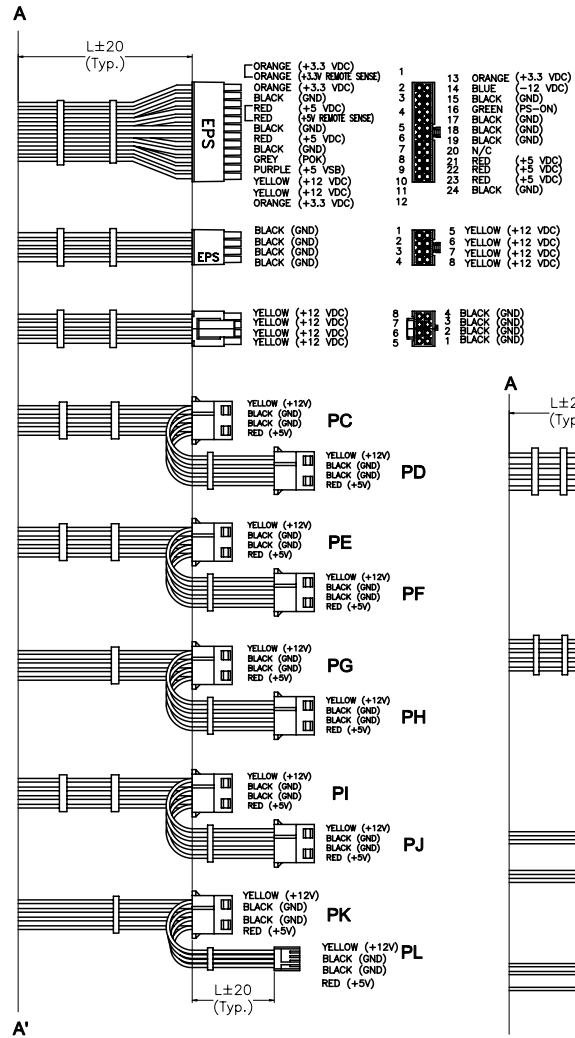 A
L±20
(Typ.)
EPS
ORANGE (+3.3 VDC)
ORANGE (+3.3V REMOTE SENSE)
ORANGE (+3.3 VDC)
BLACK (GND)
RED (+5 VDC)
RED (+5V REMOTE SENSE)
BLACK (GND)
RED (+5 VDC)
BLACK (GND)
GREY (POK)
PURPLE (+5 VSB)
YELLOW (+12 VDC)
YELLOW (+12 VDC)
ORANGE (+3.3 VDC)
1
2
3
4
5
6
7
8
9
10
11
12
13 ORANGE (+3.3 VDC)
14 BLUE (-12 VDC)
15 BLACK (GND)
16 GREEN (PS-ON)
17 BLACK (GND)
18 BLACK (GND)
19 BLACK (GND)
20 N/C
21 RED (+5 VDC)
22 RED (+5 VDC)
23 RED (+5 VDC)
24 BLACK (GND)
EPS
BLACK (GND)
BLACK (GND)
BLACK (GND)
BLACK (GND)
1
2
3
4
5 YELLOW (+12 VDC)
6 YELLOW (+12 VDC)
7 YELLOW (+12 VDC)
8 YELLOW (+12 VDC)
YELLOW (+12 VDC)
YELLOW (+12 VDC)
YELLOW (+12 VDC)
YELLOW (+12 VDC)
8
7
6
5
4 BLACK (GND)
3 BLACK (GND)
2 BLACK (GND)
1 BLACK (GND)
YELLOW (+12V)
BLACK (GND)
BLACK (GND)
RED (+5V)
PC
YELLOW (+12V)
BLACK (GND)
BLACK (GND)
RED (+5V)
PD
YELLOW (+12V)
BLACK (GND)
BLACK (GND)
RED (+5V)
PE
YELLOW (+12V)
BLACK (GND)
BLACK (GND)
RED (+5V)
PF
YELLOW (+12V)
BLACK (GND)
BLACK (GND)
RED (+5V)
PG
YELLOW (+12V)
BLACK (GND)
BLACK (GND)
RED (+5V)
PH
YELLOW (+12V)
BLACK (GND)
BLACK (GND)
RED (+5V)
PI
YELLOW (+12V)
BLACK (GND)
BLACK (GND)
RED (+5V)
PJ
YELLOW (+12V)
BLACK (GND)
BLACK (GND)
RED (+5V)
PK
YELLOW (+12V)
BLACK (GND)
BLACK (GND)
RED (+5V)
PL
L±20
(Typ.)
A'
A
L±2
(Typ